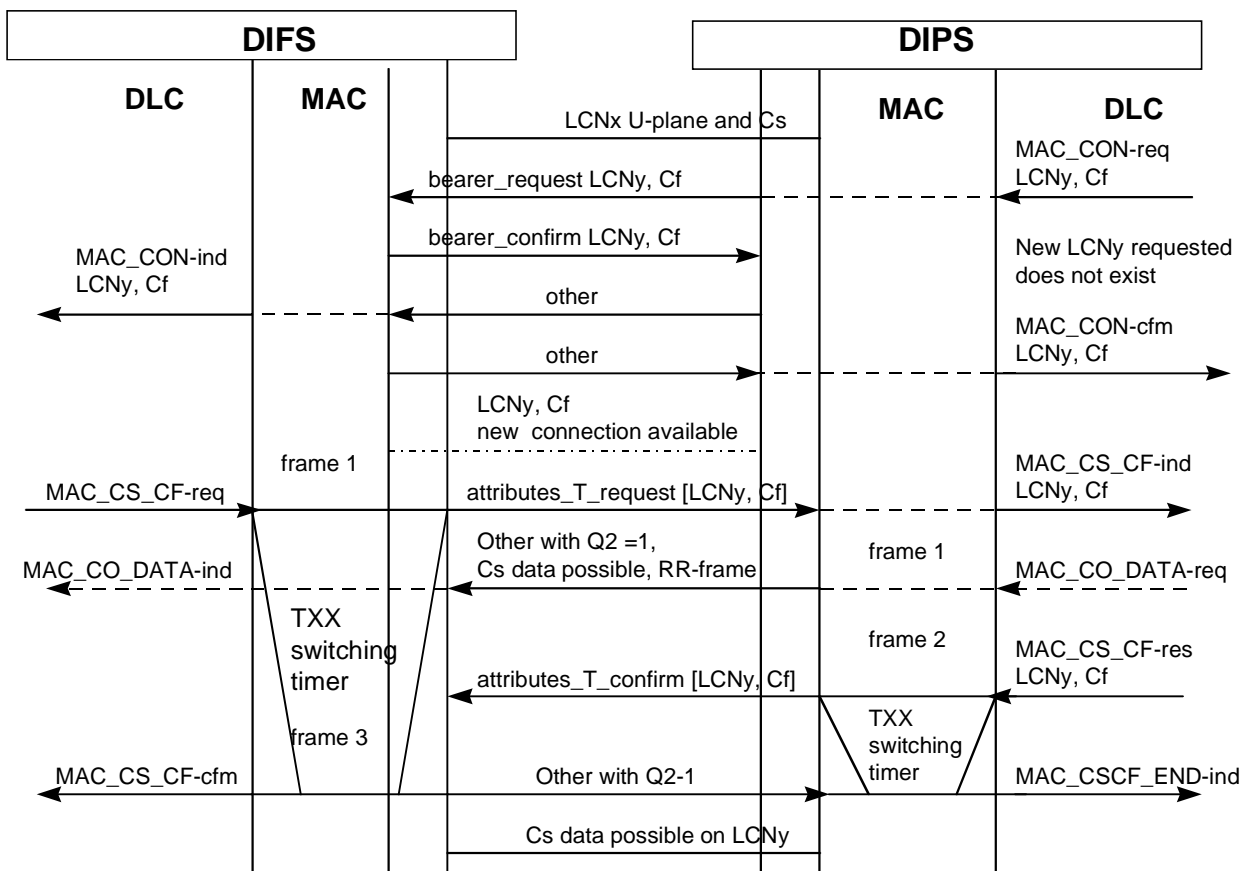 DIFS
DIPS
DLC
MAC
MAC
DLC
LCNx U-plane and Cs
MAC_CON-req
LCNy, Cf
bearer_request LCNy, Cf
bearer_confirm LCNy, Cf
MAC_CON-ind
LCNy, Cf
New LCNy requested
does not exist
other
MAC_CON-cfm
LCNy, Cf
other
LCNy, Cf
new connection available
frame 1
MAC_CS_CF-ind
LCNy, Cf
MAC_CS_CF-req
attributes_T_request [LCNy, Cf]
Other with Q2 =1,
Cs data possible, RR-frame
frame 1
MAC_CO_DATA-ind
MAC_CO_DATA-req
TXX
switching
timer
frame 2
MAC_CS_CF-res
LCNy, Cf
attributes_T_confirm [LCNy, Cf]
TXX
switching
timer
frame 3
MAC_CS_CF-cfm
Other with Q2-1
MAC_CSCF_END-ind
Cs data possible on LCNy